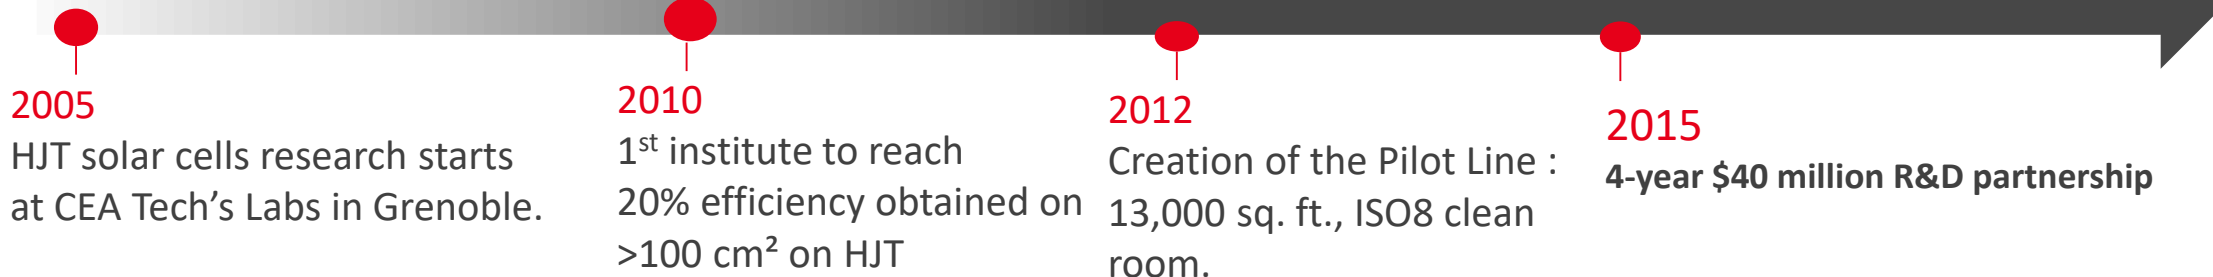 2005
HJT solar cells research starts
at CEA Tech's Labs in Grenoble.
2010
1st institute to reach
20% efficiency obtained on
>100 cm² on HJT
2012
Creation of the Pilot Line :
13,000 sq. ft., ISO8 clean
room.
2015
4-year $40 million R&D partnership